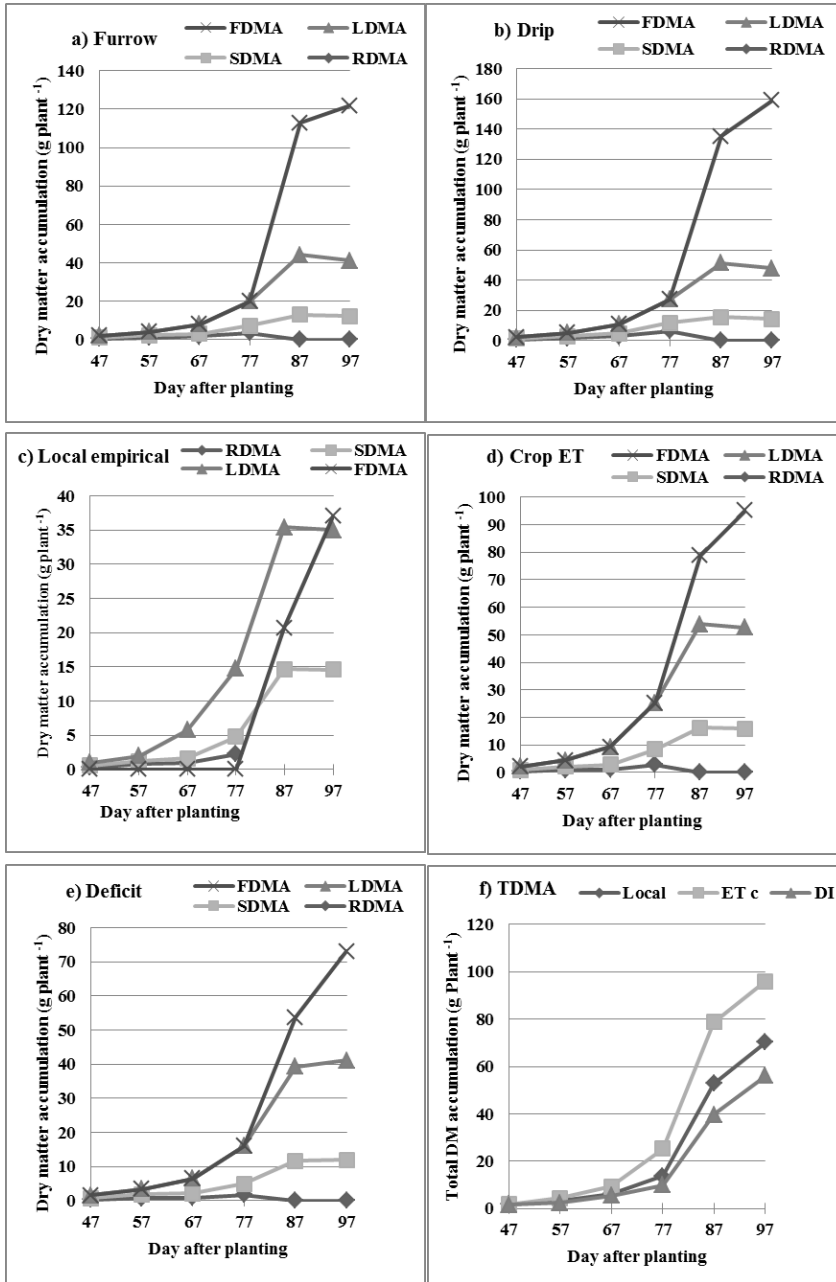 a) Furrow
FDMA LDMA
SDMA RDMA
Dry matter accumulation (g plant -1)
140
120
100
80
60
40
20
0
47 57 67 77 87 97
Day after planting
b) Drip
FDMA LDMA
SDMA RDMA
Dry matter accumulation (g plant -1)
180
160
140
120
100
80
60
40
20
0
47 57 67 77 87 97
Day after planting
c) Local empirical
RDMA SDMA
LDMA FDMA
Dry matter accumulation (g plant -1)
40
35
30
25
20
15
10
5
0
47 57 67 77 87 97
Day after planting
d) Crop ET
FDMA LDMA
SDMA RDMA
Dry matter accumulation (g plant -1)
100
90
80
70
60
50
40
30
20
10
0
47 57 67 77 87 97
Day after planting
e) Deficit
FDMA LDMA
SDMA RDMA
Dry matter accumulation (g plant -1)
80
70
60
50
40
30
20
10
0
47 57 67 77 87 97
Day after planting
f) TDMA
Local ET c DI
Total DM accumulation (g Plant -1)
120
100
80
60
40
20
0
47 57 67 77 87 97
Day after planting